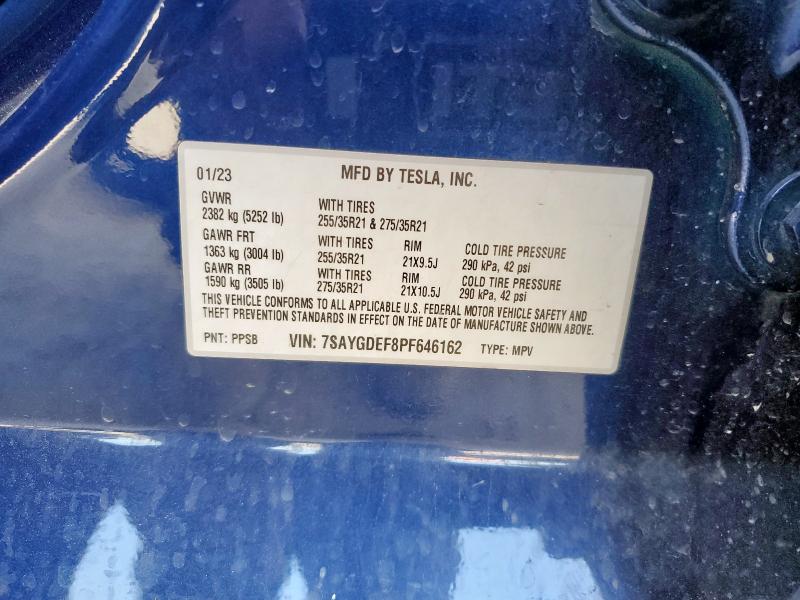 01/23 MFD BY TESLA, INC.
GVWR WITH TIRES
2382 kg (5252 lb) 255/35R21 & 275/35R21
GAWR FRT WITH TIRES RIM COLD TIRE PRESSURE
1363 kg (3004 lb) 255/35R21 21X9.5J 290 kPa, 42 psi
GAWR RR WITH TIRES RIM COLD TIRE PRESSURE
1590 kg (3505 lb) 275/35R21 21X10.5J 290 kPa, 42 psi
THIS VEHICLE CONFORMS TO ALL APPLICABLE U.S. FEDERAL MOTOR VEHICLE SAFETY AND
THEFT PREVENTION STANDARDS IN EFFECT ON THE DATE OF MANUFACTURE SHOWN ABOVE.
PNT: PPSB VIN: 7SAYGDEF8PF646162 TYPE: MPV